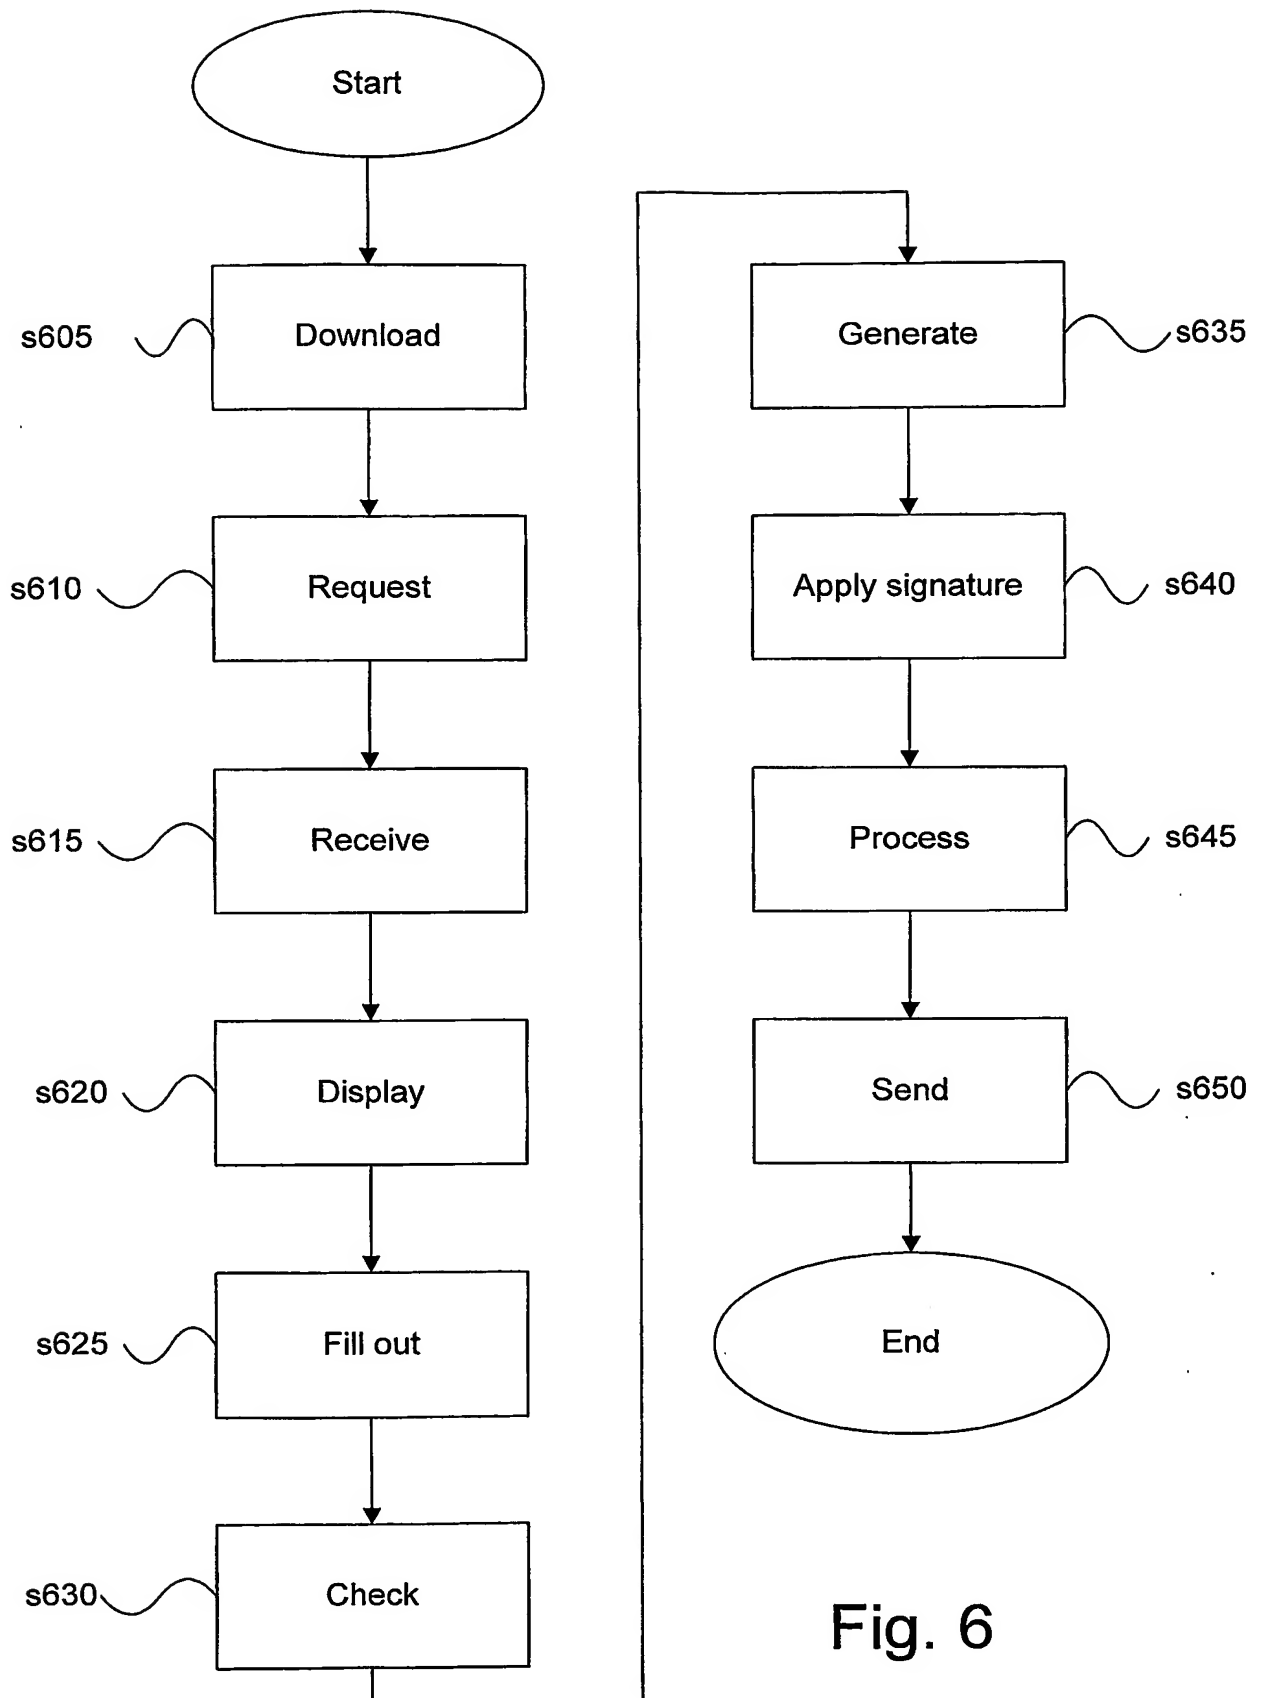 Start
s605
Download
s610
Request
s615
Receive
s620
Display
s625
Fill out
s630
Check
Generate
s635
Apply signature
s640
Process
s645
Send
s650
End
Fig. 6